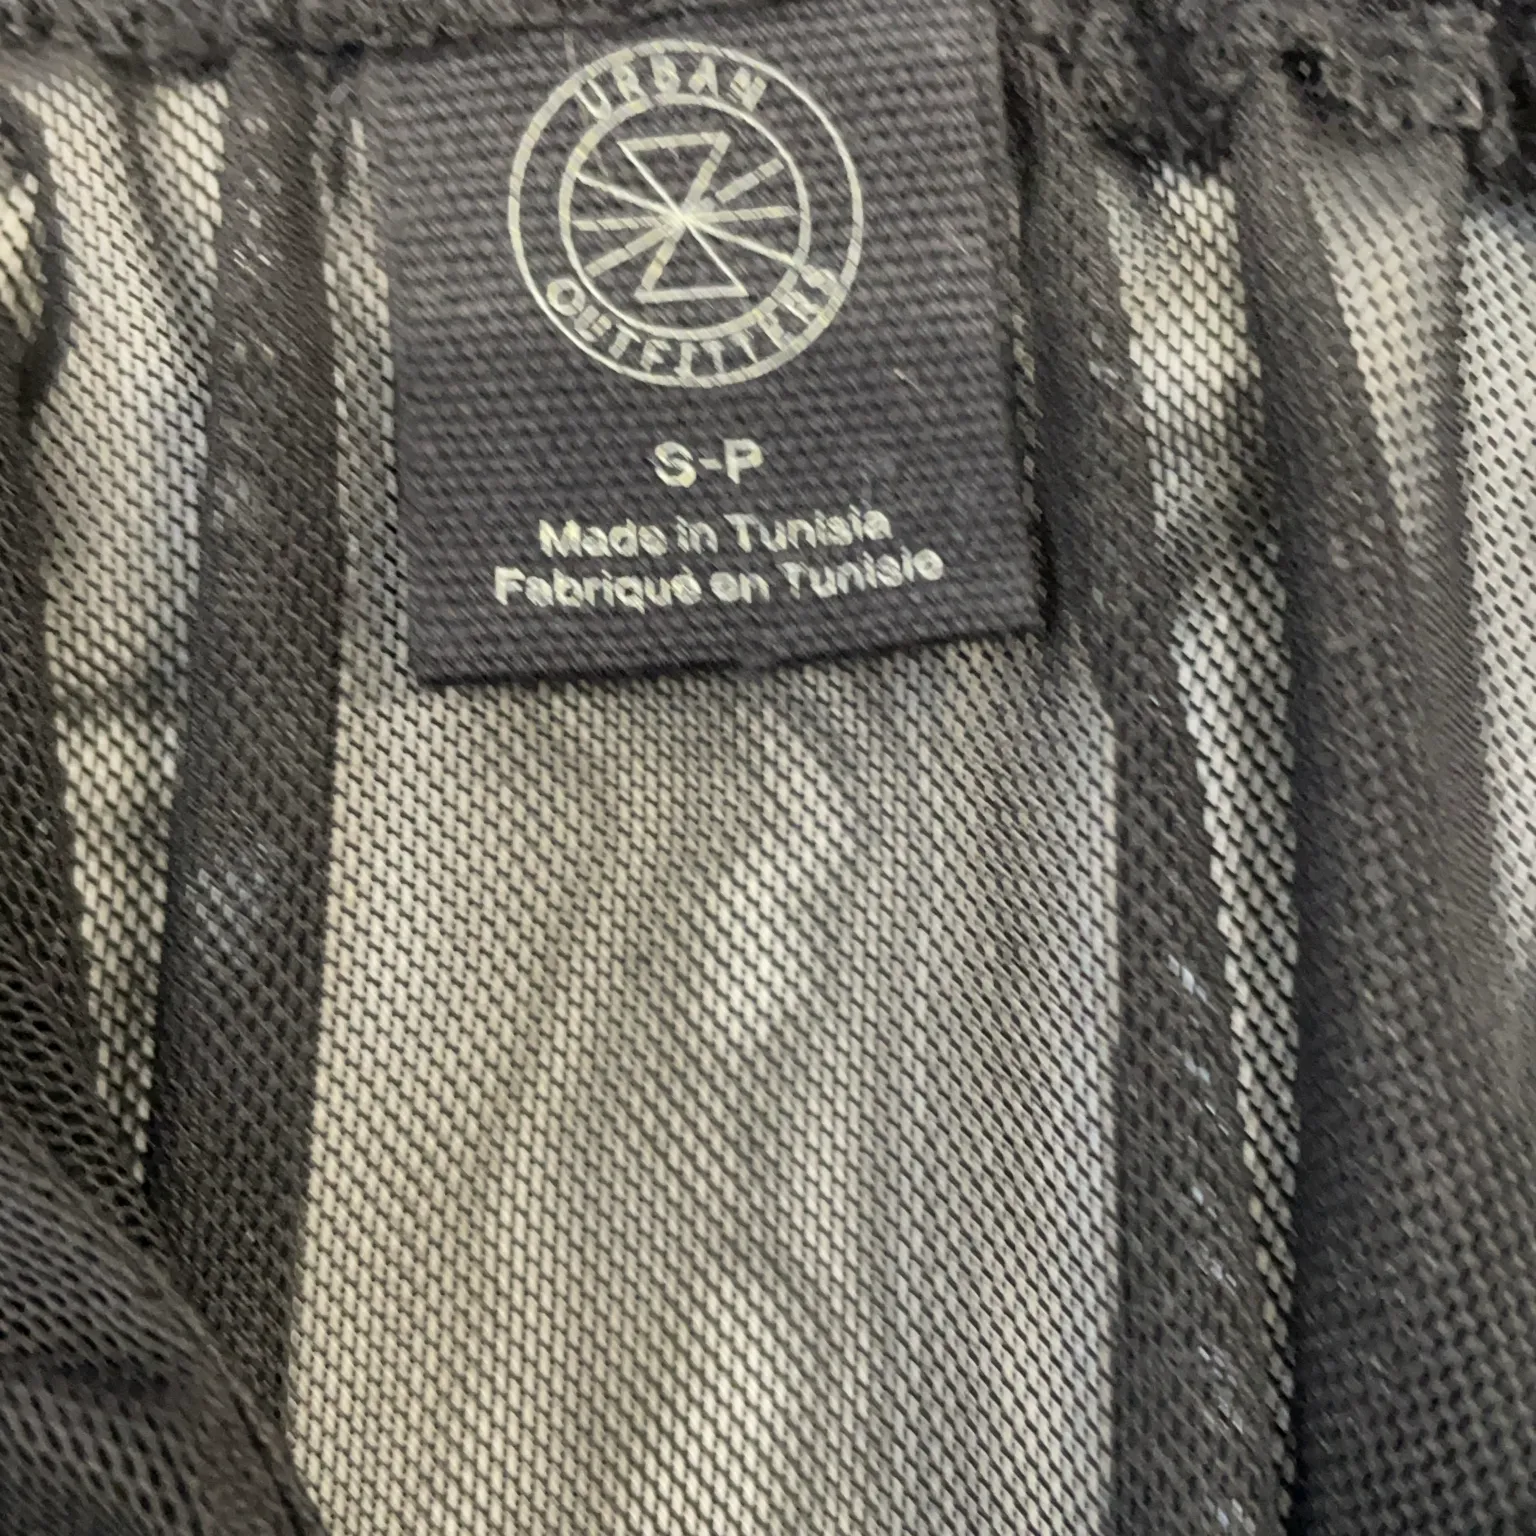 URBAN
OUTFITTERS
S-P
Made in Tunisia
Fabriqué en Tunisie